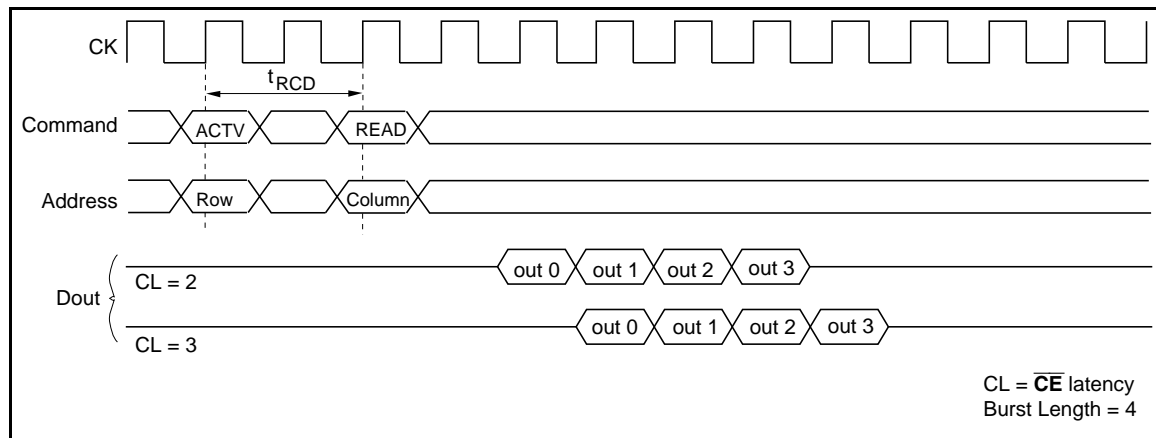 CK
tRCD
Command
ACTV
READ
Address
Row
Column
Dout
CL = 2
out 0
out 1
out 2
out 3
CL = 3
out 0
out 1
out 2
out 3
CL = C̅E̅ latency
Burst Length = 4